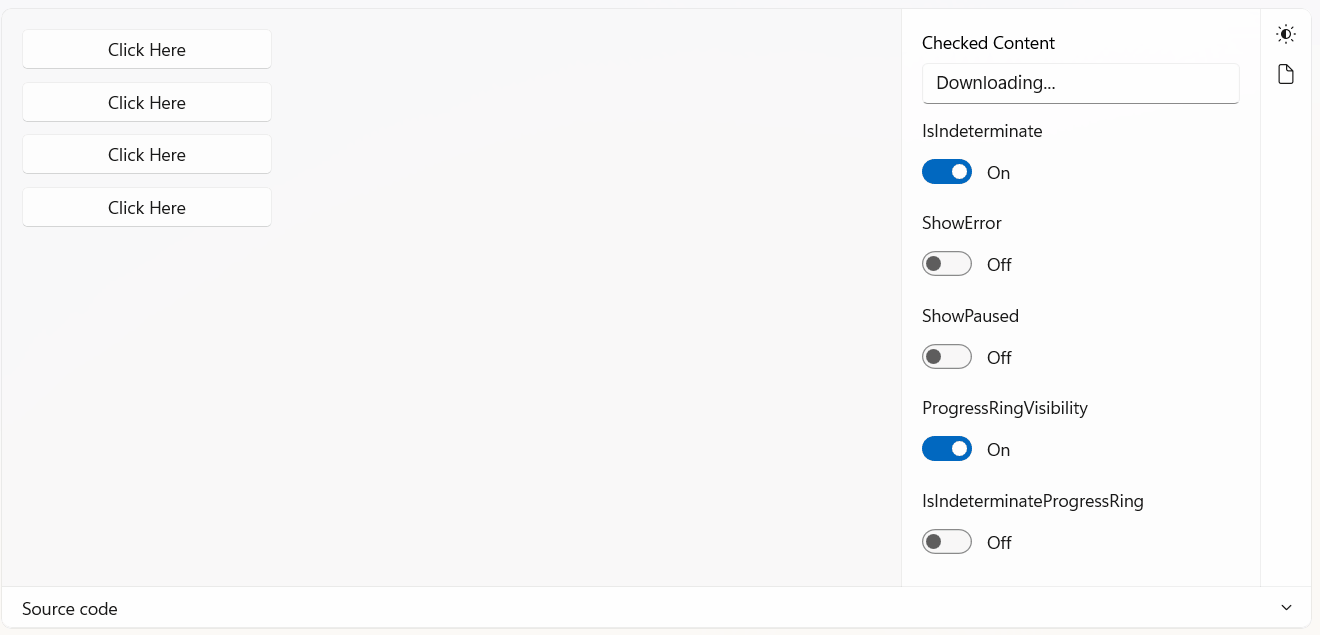 Click Here
Click Here
Click Here
Click Here
Checked Content
Downloading...
IsIndeterminate
On
ShowError
Off
ShowPaused
Off
ProgressRingVisibility
On
IsIndeterminateProgressRing
Off
Source code